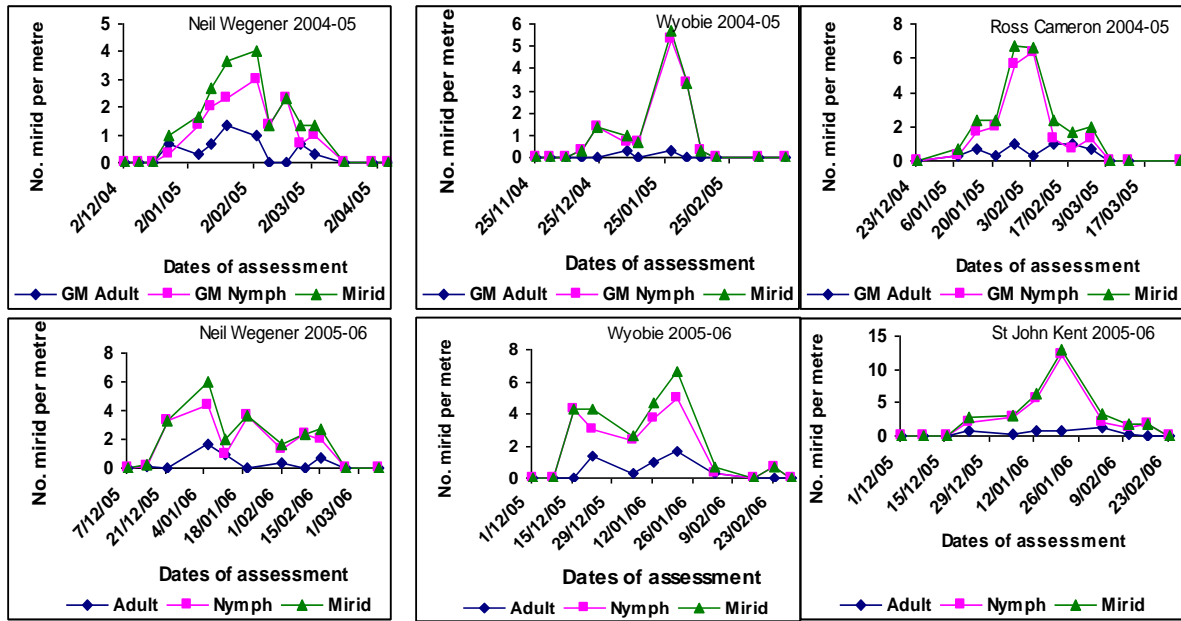 Neil Wegener 2004-05
No. mirid per metre
5
4
3
2
1
0
2/12/04
2/01/05
2/02/05
2/03/05
2/04/05
Dates of assessment
GM Adult GM Nymph Mirid
Wyobie 2004-05
No. mirid per metre
6
5
4
3
2
1
0
25/11/04
25/12/04
25/01/05
25/02/05
Dates of assessment
GM Adult GM Nymph Mirid
Ross Cameron 2004-05
No. mirid per metre
8
6
4
2
0
23/12/04
6/01/05
20/01/05
3/02/05
17/02/05
3/03/05
17/03/05
Dates of assessment
GM Adult GM Nymph Mirid
Neil Wegener 2005-06
No. mirid per metre
8
6
4
2
0
7/12/05
21/12/05
4/01/06
18/01/06
1/02/06
15/02/06
1/03/06
Dates of assessment
Adult Nymph Mirid
Wyobie 2005-06
No. mirid per metre
8
6
4
2
0
1/12/05
15/12/05
29/12/05
12/01/06
26/01/06
9/02/06
23/02/06
Dates of assessment
Adult Nymph Mirid
St John Kent 2005-06
No. mirid per metre
15
10
5
0
1/12/05
15/12/05
29/12/05
12/01/06
26/01/06
9/02/06
23/02/06
Dates of assessment
Adult Nymph Mirid